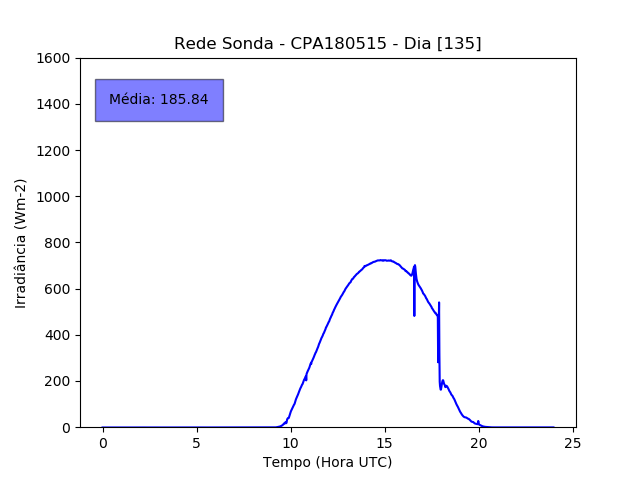 Rede Sonda - CPA180515 - Dia [135]
1600
1400
1200
1000
800
600
400
200
0
Média: 185.84
Irradiância (Wm-2)
0 5 10 15 20 25
Tempo (Hora UTC)